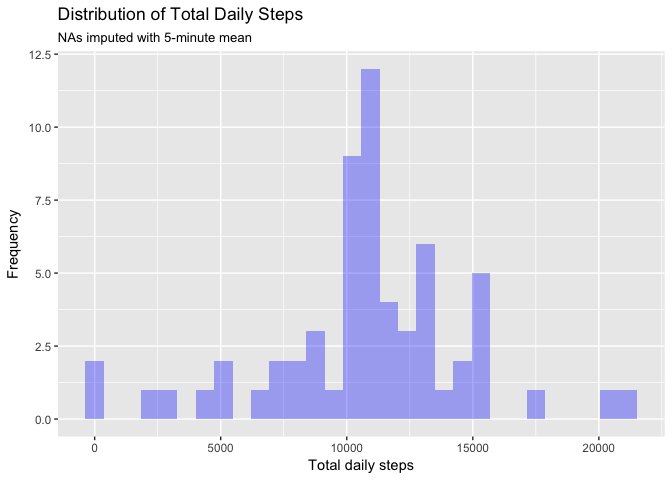 Distribution of Total Daily Steps
NAs imputed with 5-minute mean
12.5
10.0
7.5
5.0
2.5
0.0
Frequency
0 5000 10000 15000 20000
Total daily steps